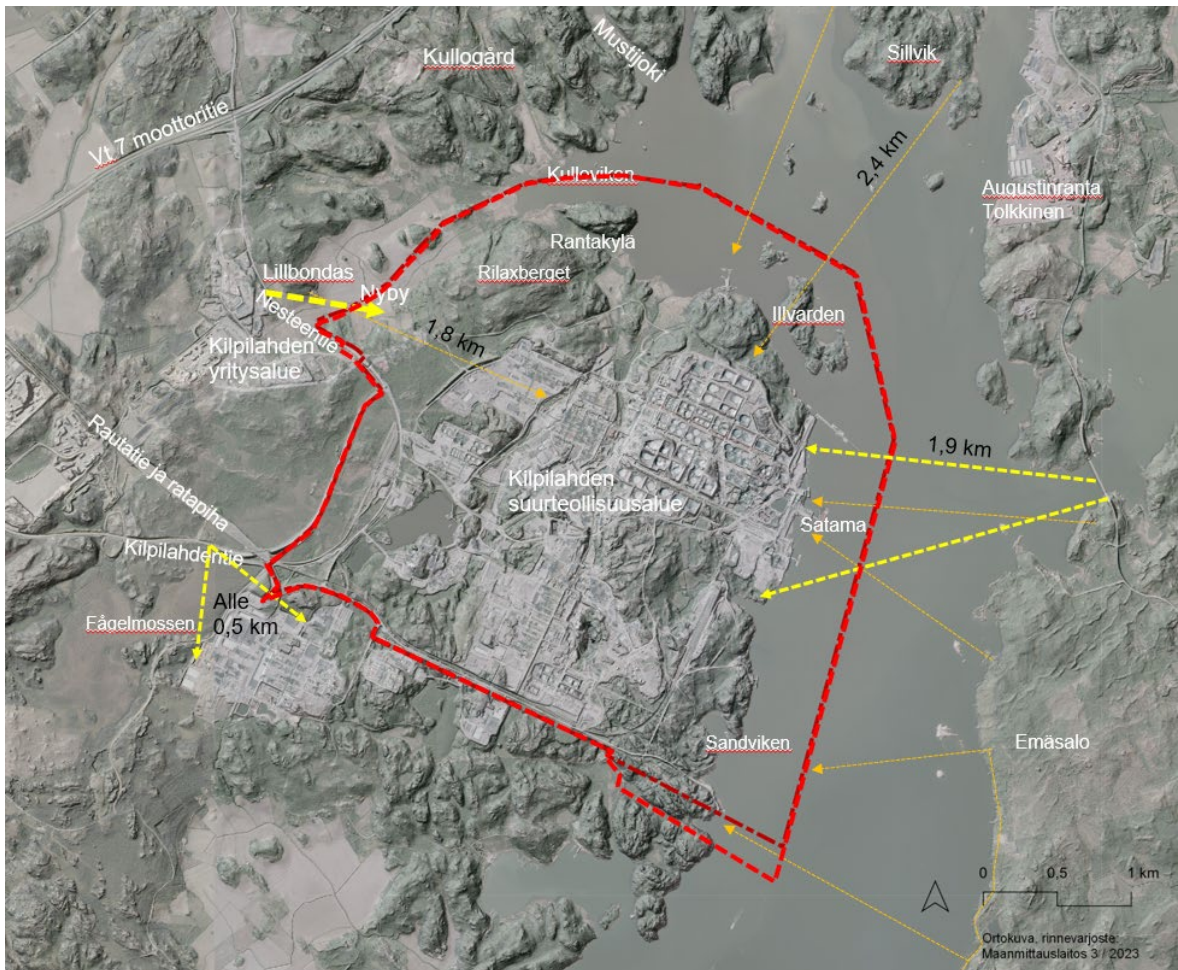 Mustijoki
Kullogård
Sillvik
Vt 7 moottoritie
2,4 km
Kulloviken
Augustinranta
Tolkkinen
Rantakylä
Lillbondas
Rilaxberget
Nyby
Nesteentie
Illvarden
1,8 km
Kilpilahden
yritysalue
Rautatie ja ratapiha
1,9 km
Kilpilahden
suurteollisuusalue
Satama
Kilpilahdentie
Alle
0,5 km
Fågelmossen
Sandviken
Emäsalo
0 0,5 1 km
Ortokuva, rinnevarjoste:
Maanmittauslaitos 3 / 2023